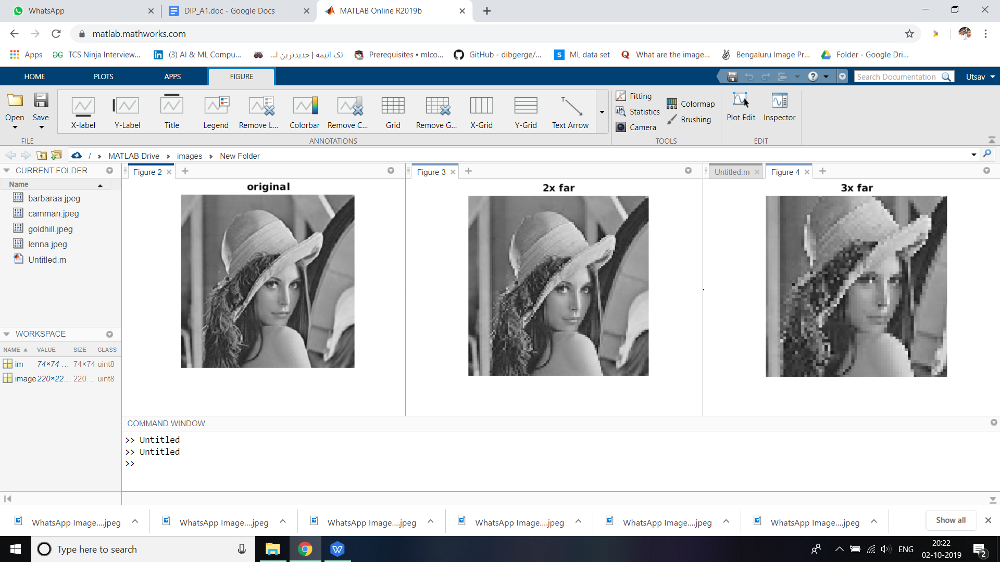 WhatsApp
DIP_A1.doc - Google Docs
MATLAB Online R2019b
matlab.mathworks.com
Apps
TCS Ninja Interview...
(3) AI & ML Compu...
تک انیمه | جدیدترین ا...
Prerequisites • mlco...
GitHub - dibgerge/...
ML data set
What are the image...
Bengaluru Image Pr...
Folder - Google Dri...
HOME
PLOTS
APPS
FIGURE
Search Documentation
Utsav
Open
Save
X-label
Y-Label
Title
Legend
Remove L...
Colorbar
Remove C...
Grid
Remove G...
X-Grid
Y-Grid
Text Arrow
Fitting
Statistics
Camera
Colormap
Brushing
Plot Edit
Inspector
FILE
ANNOTATIONS
TOOLS
EDIT
/ › MATLAB Drive › images › New Folder
CURRENT FOLDER
Name
barbaraa.jpeg
camman.jpeg
goldhill.jpeg
lenna.jpeg
Untitled.m
WORKSPACE
NAME VALUE SIZE CLASS
im 74×74 ... 74×74 uint8
image 220×22... 220... uint8
Figure 2
original
Figure 3
2x far
Untitled.m
Figure 4
3x far
COMMAND WINDOW
>> Untitled
>> Untitled
>>
WhatsApp Image....jpeg
WhatsApp Image....jpeg
WhatsApp Image....jpeg
WhatsApp Image....jpeg
WhatsApp Image....jpeg
WhatsApp Image....jpeg
Show all
Type here to search
ENG
20:22
02-10-2019
2